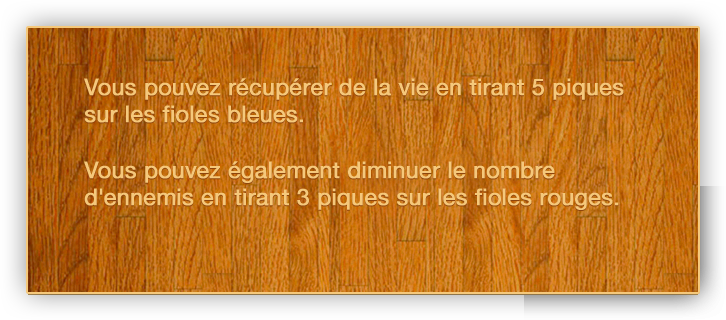 Vous pouvez récupérer de la vie en tirant 5 piques
sur les fioles bleues.
Vous pouvez également diminuer le nombre
d'ennemis en tirant 3 piques sur les fioles rouges.